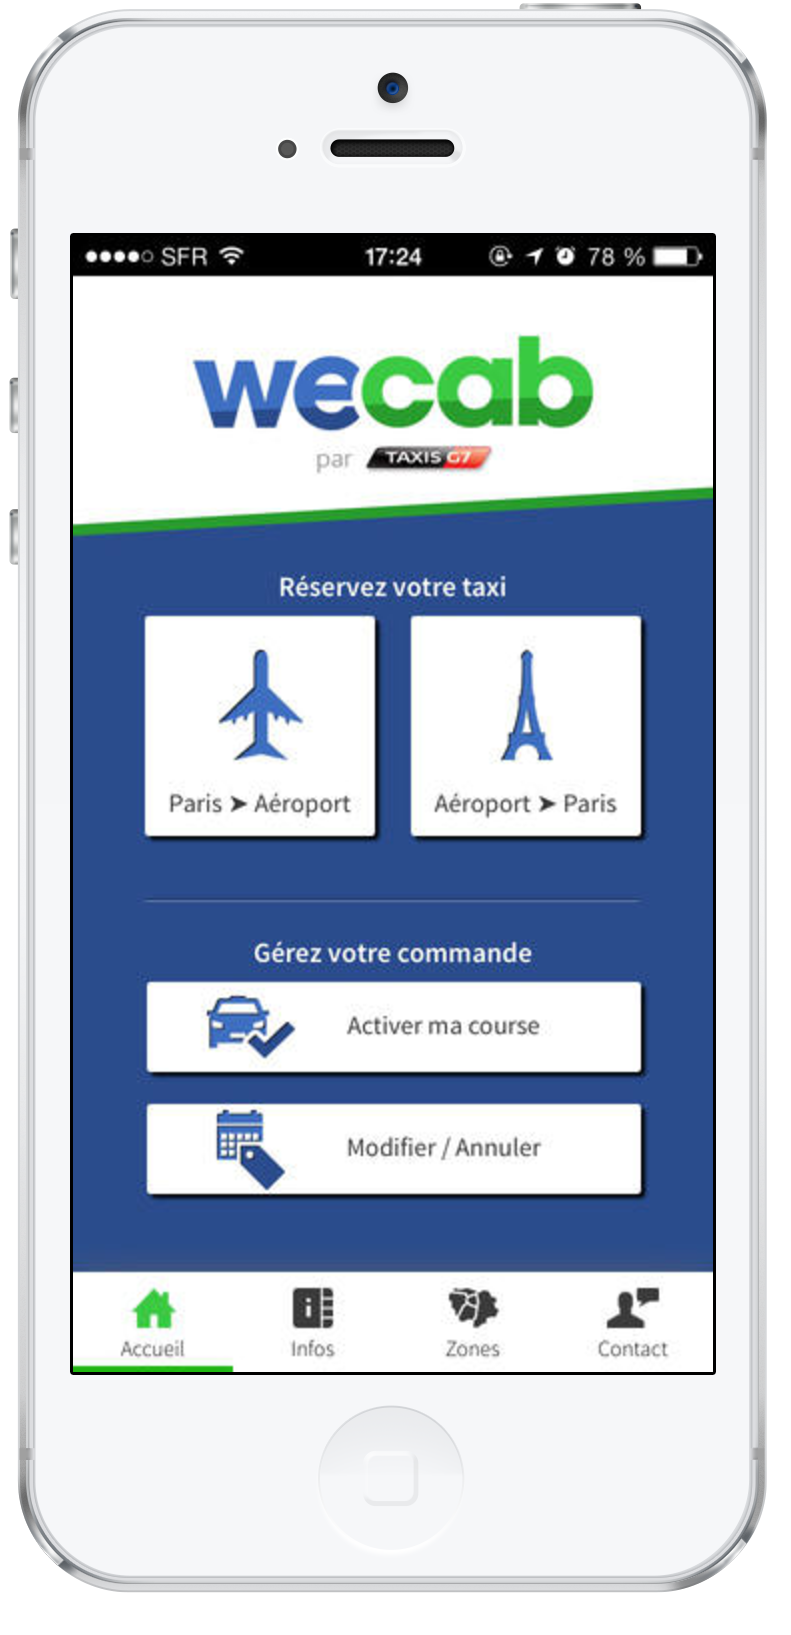 SFR 17:24 78 %
wecab
par TAXIS G7
Réservez votre taxi
Paris ➤ Aéroport
Aéroport ➤ Paris
Gérez votre commande
Activer ma course
Modifier / Annuler
Accueil Infos Zones Contact